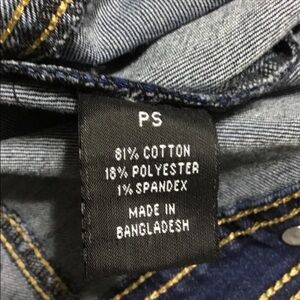 PS
81% COTTON
18% POLYESTER
1% SPANDEX
MADE IN
BANGLADESH